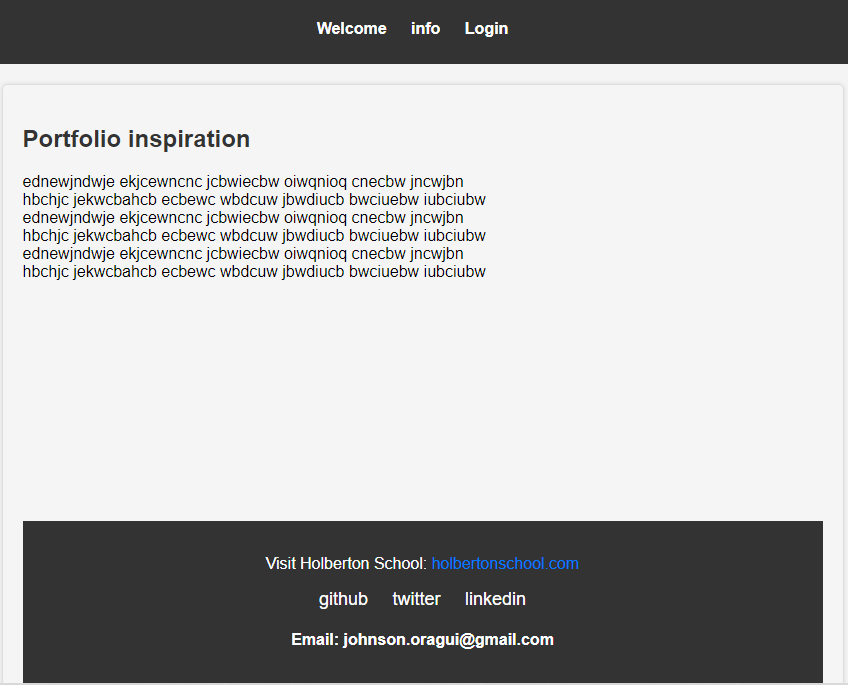 Welcome info Login
Portfolio inspiration
ednewjndwje ekjcewncnc jcbwiecbw oiwqnioq cnecbw jncwjbn
hbchjc jekwcbahcb ecbewc wbdcuw jbwdiucb bwciuebw iubciubw
ednewjndwje ekjcewncnc jcbwiecbw oiwqnioq cnecbw jncwjbn
hbchjc jekwcbahcb ecbewc wbdcuw jbwdiucb bwciuebw iubciubw
ednewjndwje ekjcewncnc jcbwiecbw oiwqnioq cnecbw jncwjbn
hbchjc jekwcbahcb ecbewc wbdcuw jbwdiucb bwciuebw iubciubw
Visit Holberton School: holbertonschool.com
github twitter linkedin
Email: johnson.oragui@gmail.com